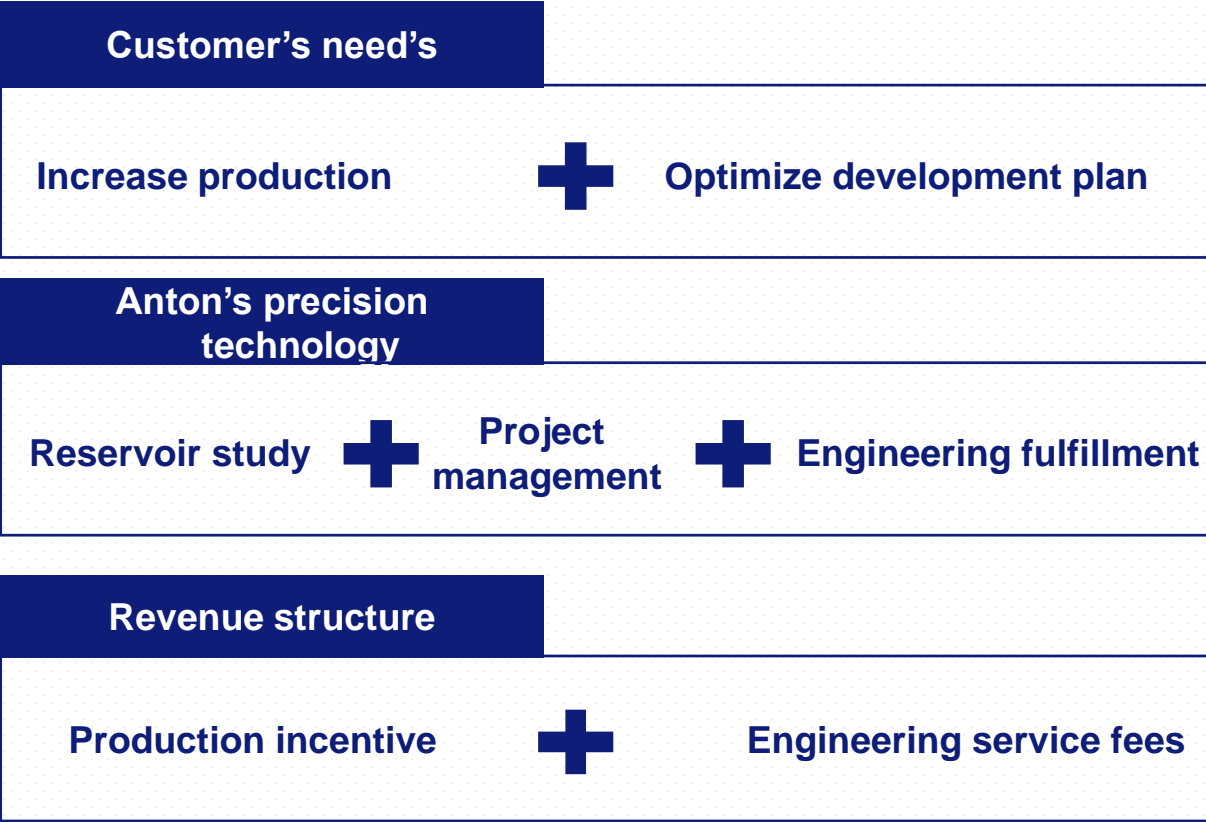 Customer’s need’s
Increase production
Optimize development plan
Anton’s precision
technology
Reservoir study
Project
management
Engineering fulfillment
Revenue structure
Production incentive
Engineering service fees